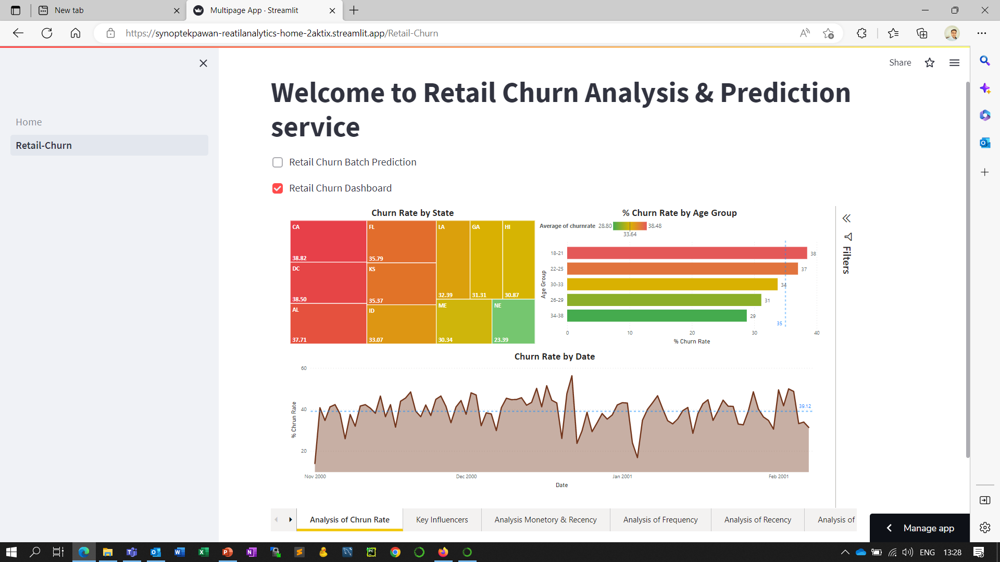 New tab
Multipage App · Streamlit
https://synoptekpawan-reatilanalytics-home-2aktix.streamlit.app/Retail-Churn
Share
Home
Retail-Churn
Welcome to Retail Churn Analysis & Prediction
service
Retail Churn Batch Prediction
Retail Churn Dashboard
Churn Rate by State
CA
38.82
DC
38.50
AL
37.71
FL
35.79
KS
35.37
ID
33.07
LA
32.39
GA
31.31
HI
30.87
ME
30.34
NE
23.39
% Churn Rate by Age Group
Average of churnrate 28.80 38.48
33.64
Age Group
18-21 38
22-25 37
30-33 34
26-29 31
34-38 29
35
0 10 20 30 40
% Churn Rate
Filters
Churn Rate by Date
% Chrun Rate
60
40
20
39.12
Nov 2000 Dec 2000 Jan 2001 Feb 2001
Date
Analysis of Chrun Rate Key Influencers Analysis Monetory & Recency Analysis of Frequency Analysis of Recency Analysis of
Manage app
ENG 13:28